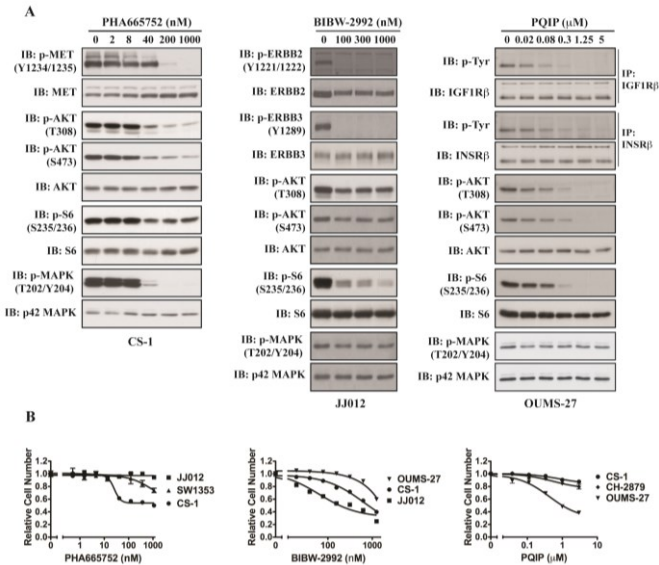 A
PHA665752 (nM)
0 2 8 40 200 1000
IB: p-MET
(Y1234/1235)
IB: MET
IB: p-AKT
(T308)
IB: p-AKT
(S473)
IB: AKT
IB: p-S6
(S235/236)
IB: S6
IB: p-MAPK
(T202/Y204)
IB: p42 MAPK
CS-1
BIBW-2992 (nM)
0 100 300 1000
IB: p-ERBB2
(Y1221/1222)
IB: ERBB2
IB: p-ERBB3
(Y1289)
IB: ERBB3
IB: p-AKT
(T308)
IB: p-AKT
(S473)
IB: AKT
IB: p-S6
(S235/236)
IB: S6
IB: p-MAPK
(T202/Y204)
IB: p42 MAPK
JJ012
PQIP (μM)
0 0.02 0.08 0.3 1.25 5
IB: p-Tyr
IB: IGF1Rβ
IP:
IGF1Rβ
IB: p-Tyr
IB: INSRβ
IP:
INSRβ
IB: p-AKT
(T308)
IB: p-AKT
(S473)
IB: AKT
IB: p-S6
(S235/236)
IB: S6
IB: p-MAPK
(T202/Y204)
IB: p42 MAPK
OUMS-27
B
Relative Cell Number
1.2
1.0
0.8
0.6
0.4
0.2
0.0
0 1 10 100 1000
PHA665752 (nM)
JJ012
SW1353
CS-1
Relative Cell Number
1.2
1.0
0.8
0.6
0.4
0.2
0.0
0 10 100 1000
BIBW-2992 (nM)
OUMS-27
CS-1
JJ012
Relative Cell Number
1.2
1.0
0.8
0.6
0.4
0.2
0.0
0 0.1 1 10
PQIP (μM)
CS-1
CH-2879
OUMS-27